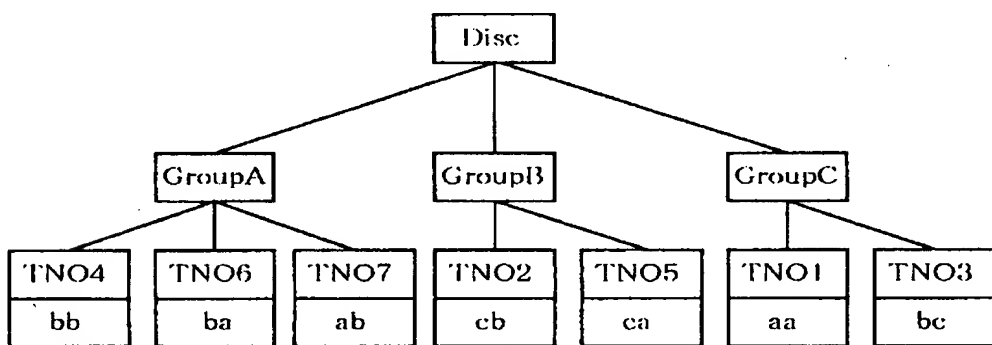 Disc
GroupA GroupB GroupC
TNO4 TNO6 TNO7 TNO2 TNO5 TNO1 TNO3
bb ba ab cb ca aa bc